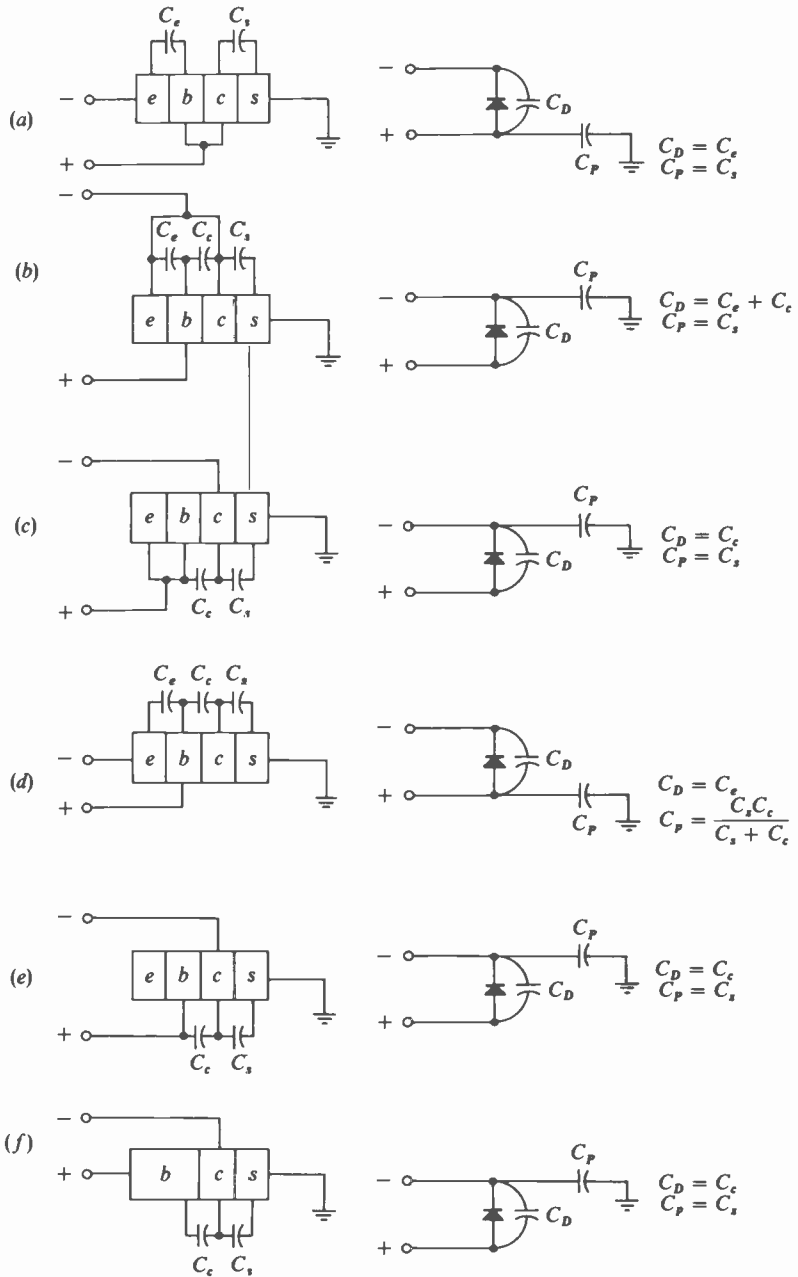 (a)
C_e C_s
− e b c s
+
− +
C_D
C_P
C_D = C_e
C_P = C_s
(b)
−
C_e C_c C_s
e b c s
+
− +
C_P
C_D
C_D = C_e + C_c
C_P = C_s
(c)
−
e b c s
+
C_c C_s
− +
C_P
C_D
C_D = C_c
C_P = C_s
(d)
C_e C_c C_s
− e b c s
+
− +
C_D
C_P
C_D = C_e
C_P = C_s C_c / C_s + C_c
(e)
−
e b c s
+
C_c C_s
− +
C_P
C_D
C_D = C_c
C_P = C_s
(f)
−
+ b c s
C_c C_s
− +
C_P
C_D
C_D = C_c
C_P = C_s